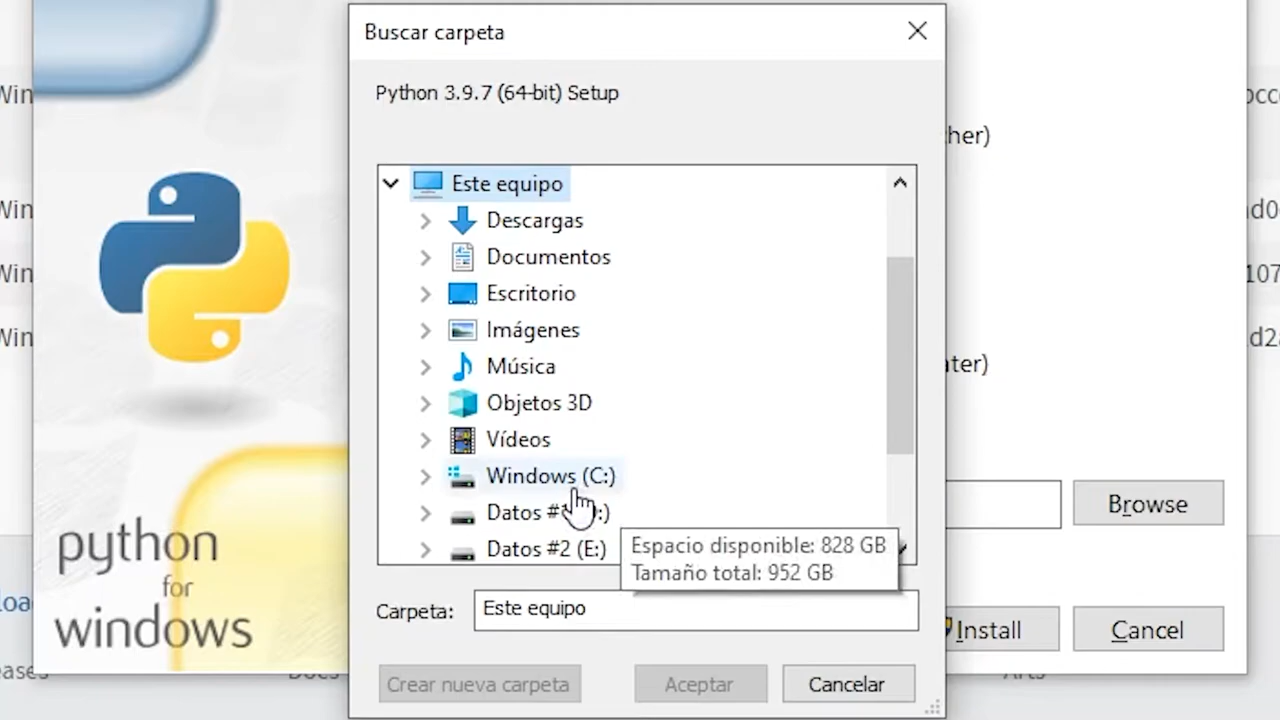 Buscar carpeta
Python 3.9.7 (64-bit) Setup
Este equipo
Descargas
Documentos
Escritorio
Imágenes
Música
Objetos 3D
Vídeos
Windows (C:)
Datos
Datos #2 (E:)
Espacio disponible: 828 GB
Tamaño total: 952 GB
Carpeta:
Este equipo
Crear nueva carpeta
Aceptar
Cancelar
python
for
windows
Browse
Install
Cancel